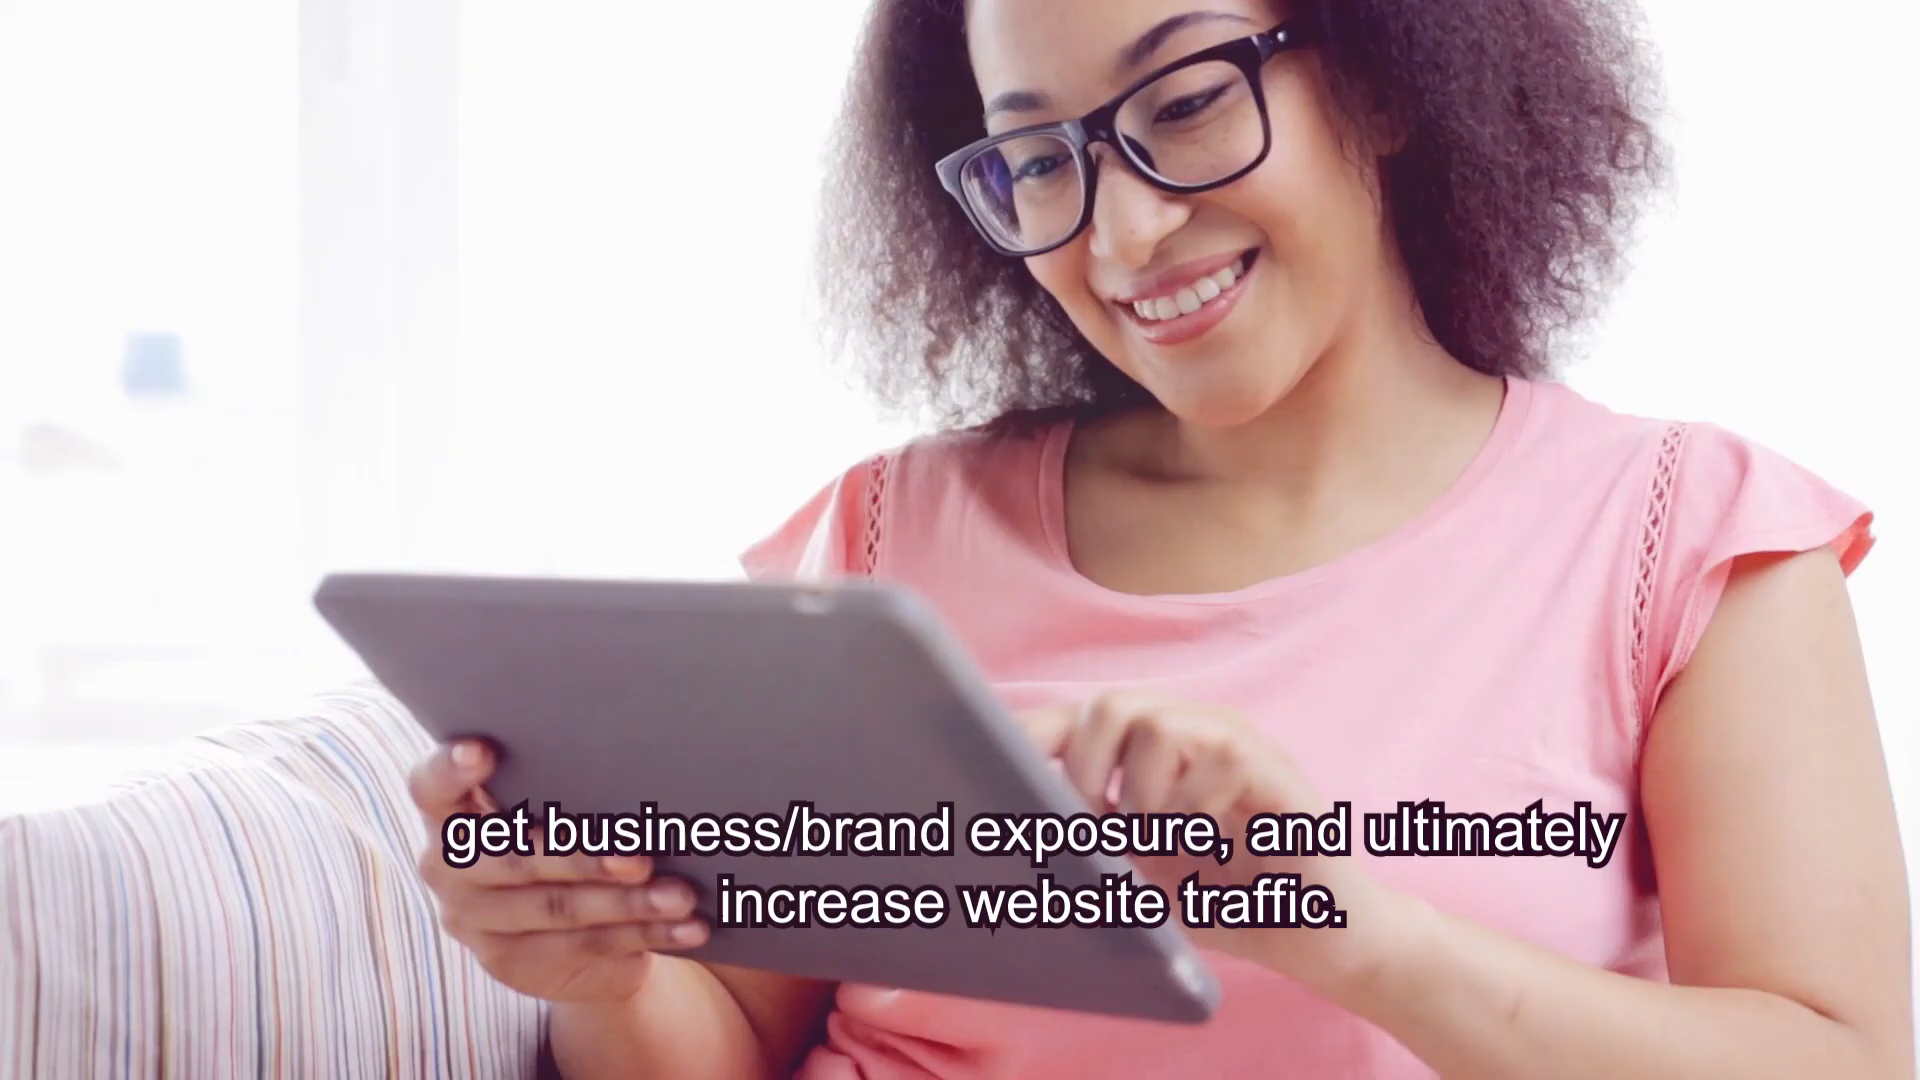 get business/brand exposure, and ultimately
increase website traffic.